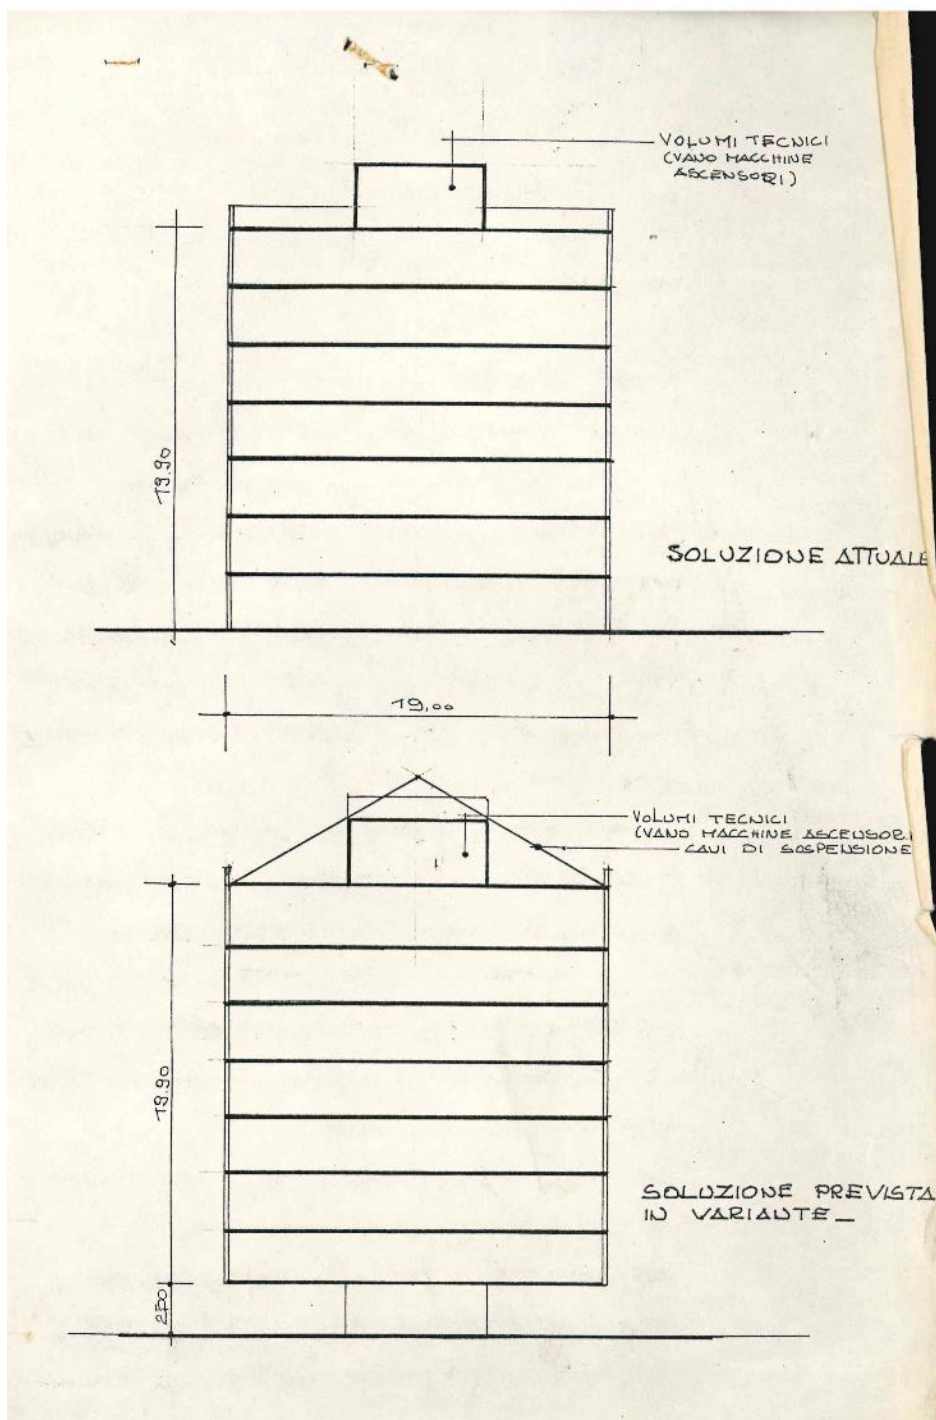 VOLUMI TECNICI
(VANO MACCHINE
ASCENSORI)
19.90
SOLUZIONE ATTUALE
19.00
VOLUMI TECNICI
(VANO MACCHINE ASCENSORI
CAVI DI SOSPENSIONE
19.90
SOLUZIONE PREVISTA
IN VARIANTE_
2.50